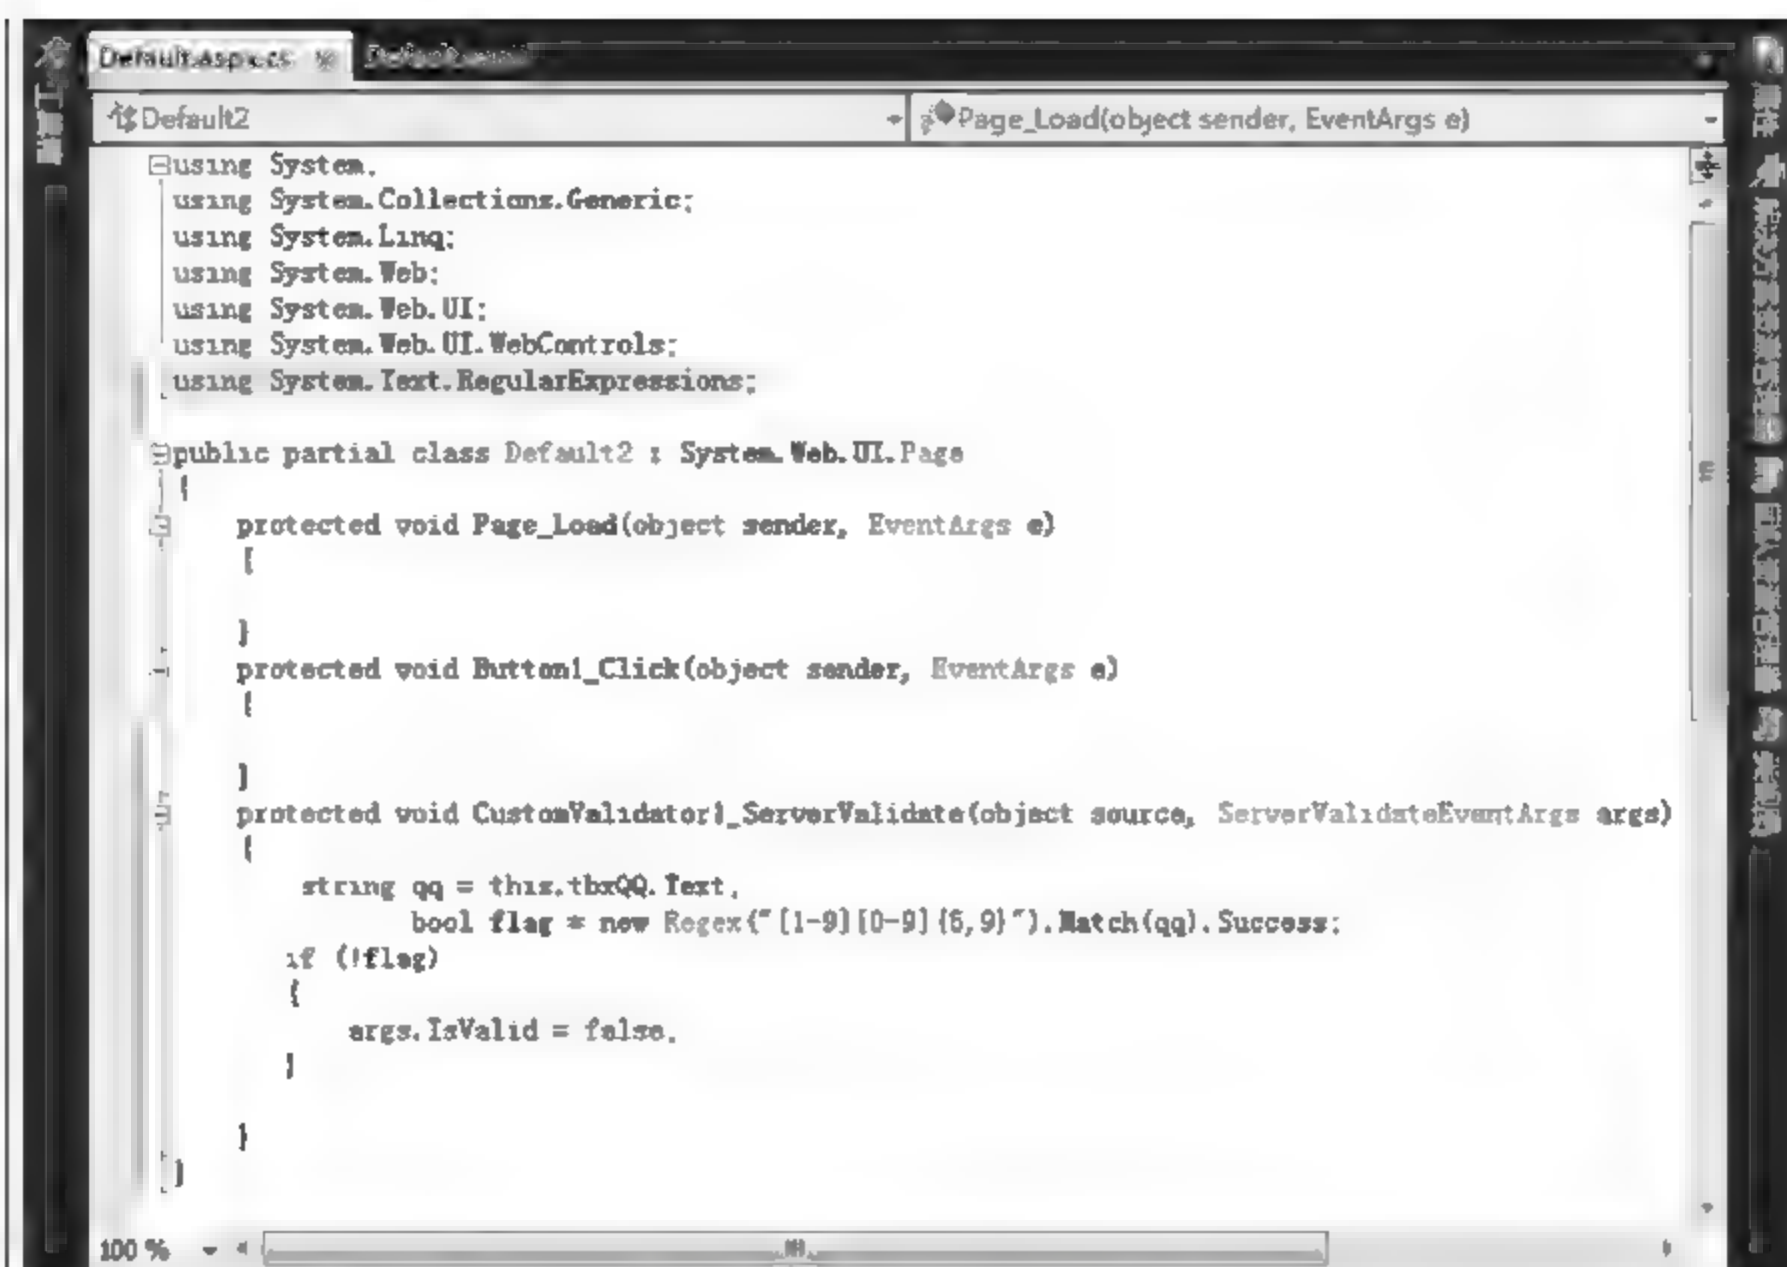 Default.aspx.cs
Default2
Page_Load(object sender, EventArgs e)
using System.
using System.Collections.Generic;
using System.Linq;
using System.Web;
using System.Web.UI;
using System.Web.UI.WebControls;
using System.Text.RegularExpressions;
public partial class Default2 : System.Web.UI.Page
{
protected void Page_Load(object sender, EventArgs e)
{
}
protected void Button1_Click(object sender, EventArgs e)
{
}
protected void CustomValidator1_ServerValidate(object source, ServerValidateEventArgs args)
{
string qq = this.tbxQQ.Text.
bool flag = new Regex("[1-9][0-9]{5,9}").Match(qq).Success;
if (!flag)
{
args.IsValid = false.
}
}
}
100 %